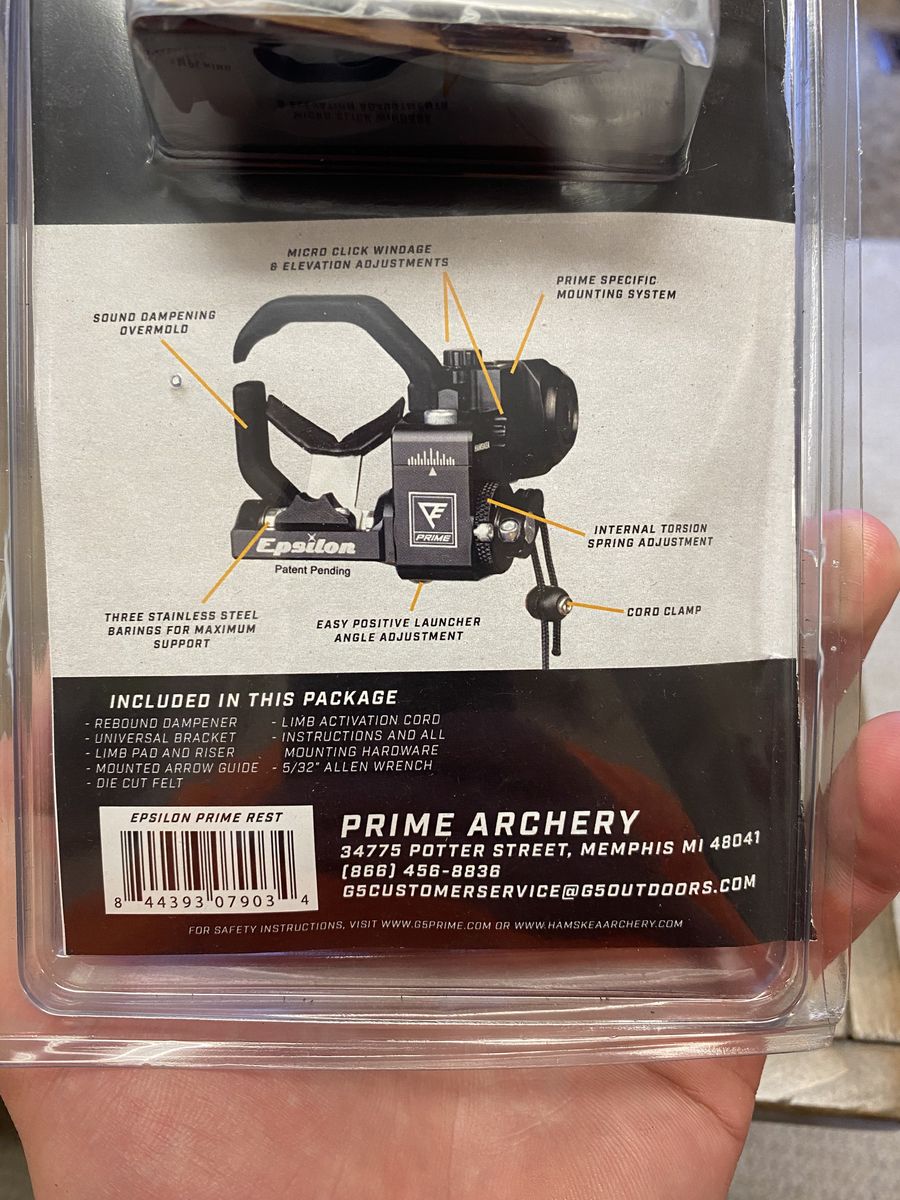 MICRO CLICK WINDAGE
& ELEVATION ADJUSTMENTS
PRIME SPECIFIC
MOUNTING SYSTEM
SOUND DAMPENING
OVERMOLD
HAMSKEA
PRIME
Epsilon
Patent Pending
INTERNAL TORSION
SPRING ADJUSTMENT
THREE STAINLESS STEEL
BARINGS FOR MAXIMUM
SUPPORT
EASY POSITIVE LAUNCHER
ANGLE ADJUSTMENT
CORD CLAMP
INCLUDED IN THIS PACKAGE
- REBOUND DAMPENER
- UNIVERSAL BRACKET
- LIMB PAD AND RISER
- MOUNTED ARROW GUIDE
- DIE CUT FELT
- LIMB ACTIVATION CORD
- INSTRUCTIONS AND ALL
MOUNTING HARDWARE
- 5/32" ALLEN WRENCH
EPSILON PRIME REST
8 44393 07903 4
PRIME ARCHERY
34775 POTTER STREET, MEMPHIS MI 48041
(866) 456-8836
G5CUSTOMERSERVICE@G5OUTDOORS.COM
FOR SAFETY INSTRUCTIONS, VISIT WWW.G5PRIME.COM OR WWW.HAMSKEAARCHERY.COM